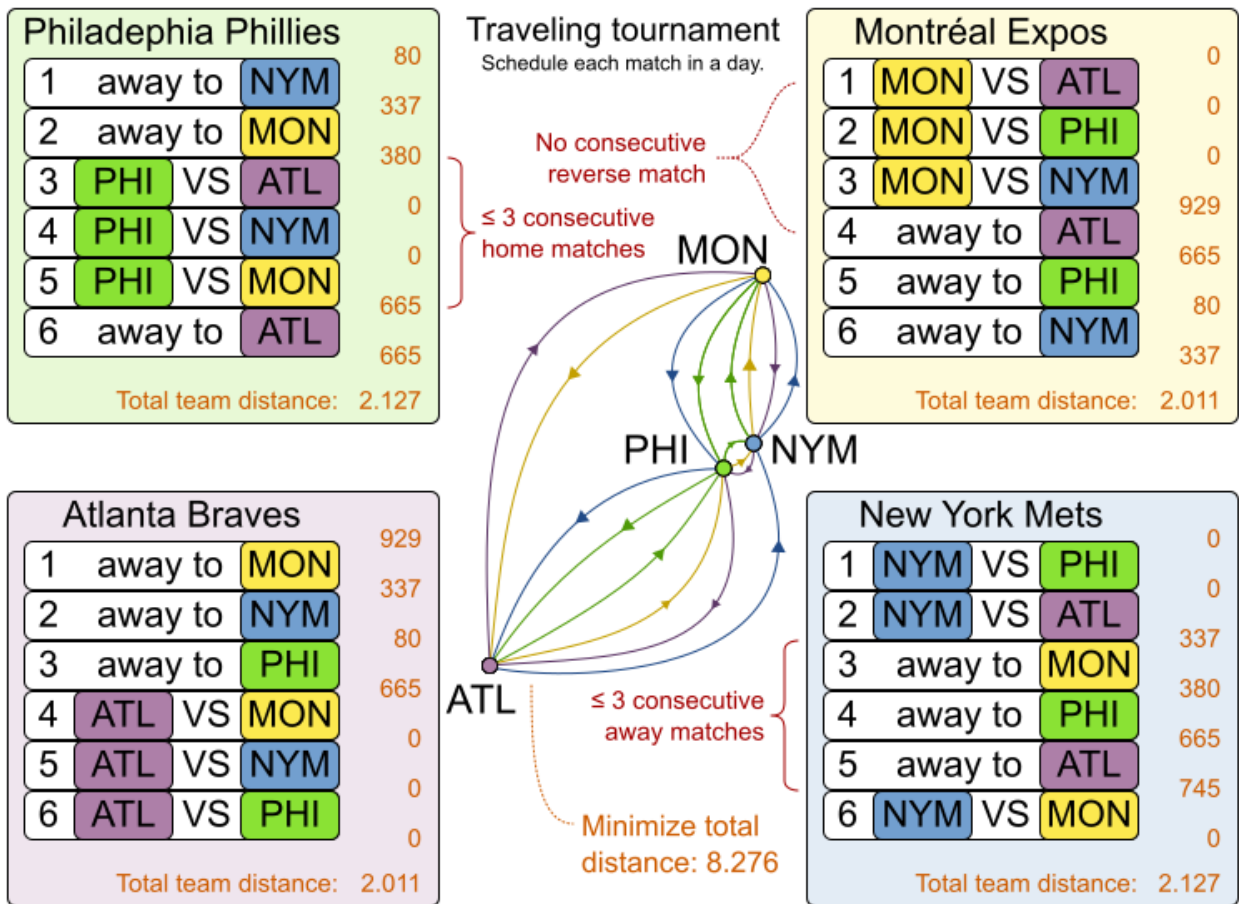 Philadephia Phillies
80
1 away to NYM
337
2 away to MON
380
3 PHI VS ATL
0
4 PHI VS NYM
0
5 PHI VS MON
665
6 away to ATL
665
Total team distance: 2.127
Traveling tournament
Schedule each match in a day.
No consecutive
reverse match
≤ 3 consecutive
home matches
Montréal Expos
0
1 MON VS ATL
0
2 MON VS PHI
0
3 MON VS NYM
929
4 away to ATL
665
5 away to PHI
80
6 away to NYM
337
Total team distance: 2.011
MON
PHI
NYM
ATL
Atlanta Braves
929
1 away to MON
337
2 away to NYM
80
3 away to PHI
665
4 ATL VS MON
0
5 ATL VS NYM
0
6 ATL VS PHI
0
Total team distance: 2.011
≤ 3 consecutive
away matches
Minimize total
distance: 8.276
New York Mets
0
1 NYM VS PHI
0
2 NYM VS ATL
337
3 away to MON
380
4 away to PHI
665
5 away to ATL
745
6 NYM VS MON
0
Total team distance: 2.127